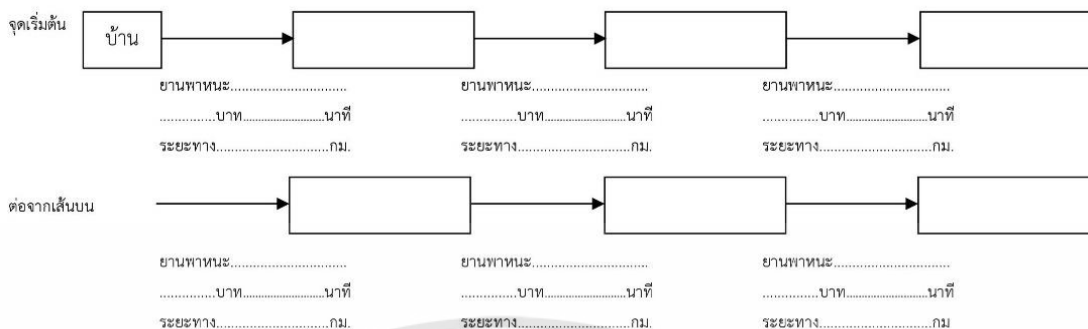 จุดเริ่มต้น
บ้าน
ยานพาหนะ.............................. ยานพาหนะ.............................. ยานพาหนะ..............................
..............บาท........................นาที ..............บาท........................นาที ..............บาท........................นาที
ระยะทาง............................กม. ระยะทาง............................กม. ระยะทาง............................กม.
ต่อจากเส้นบน
ยานพาหนะ.............................. ยานพาหนะ.............................. ยานพาหนะ..............................
..............บาท........................นาที ..............บาท........................นาที ..............บาท........................นาที
ระยะทาง............................กม. ระยะทาง............................กม. ระยะทาง............................กม